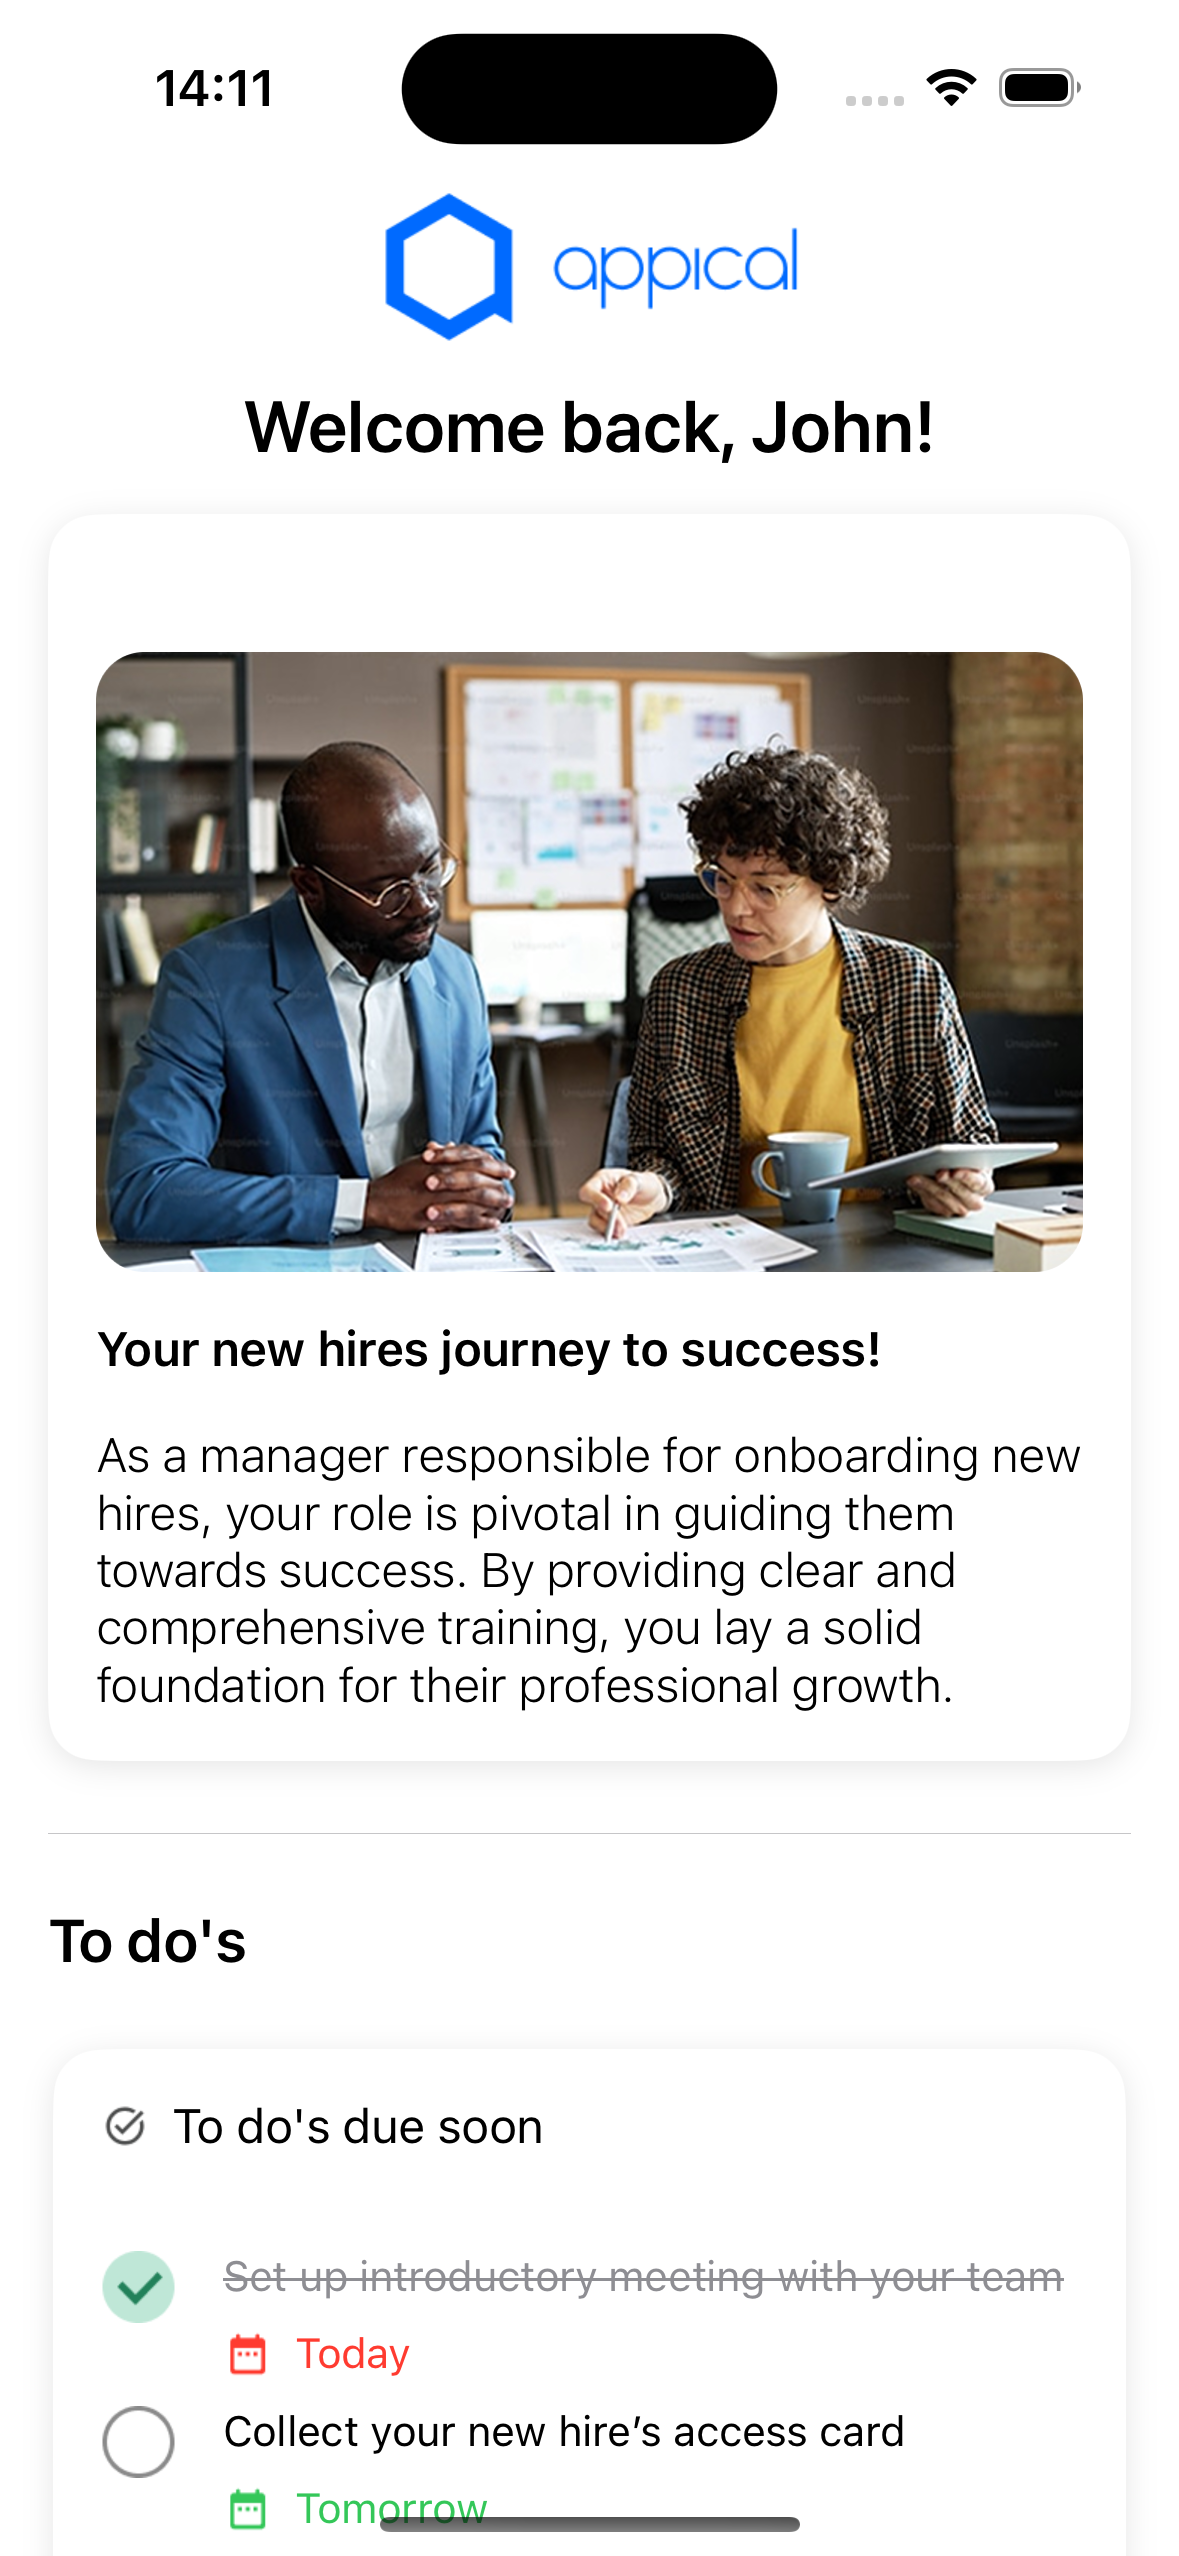 14:11
appical
Welcome back, John!
Your new hires journey to success!
As a manager responsible for onboarding new
hires, your role is pivotal in guiding them
towards success. By providing clear and
comprehensive training, you lay a solid
foundation for their professional growth.
To do's
To do's due soon
Set up introductory meeting with your team
Today
Collect your new hire’s access card
Tomorrow